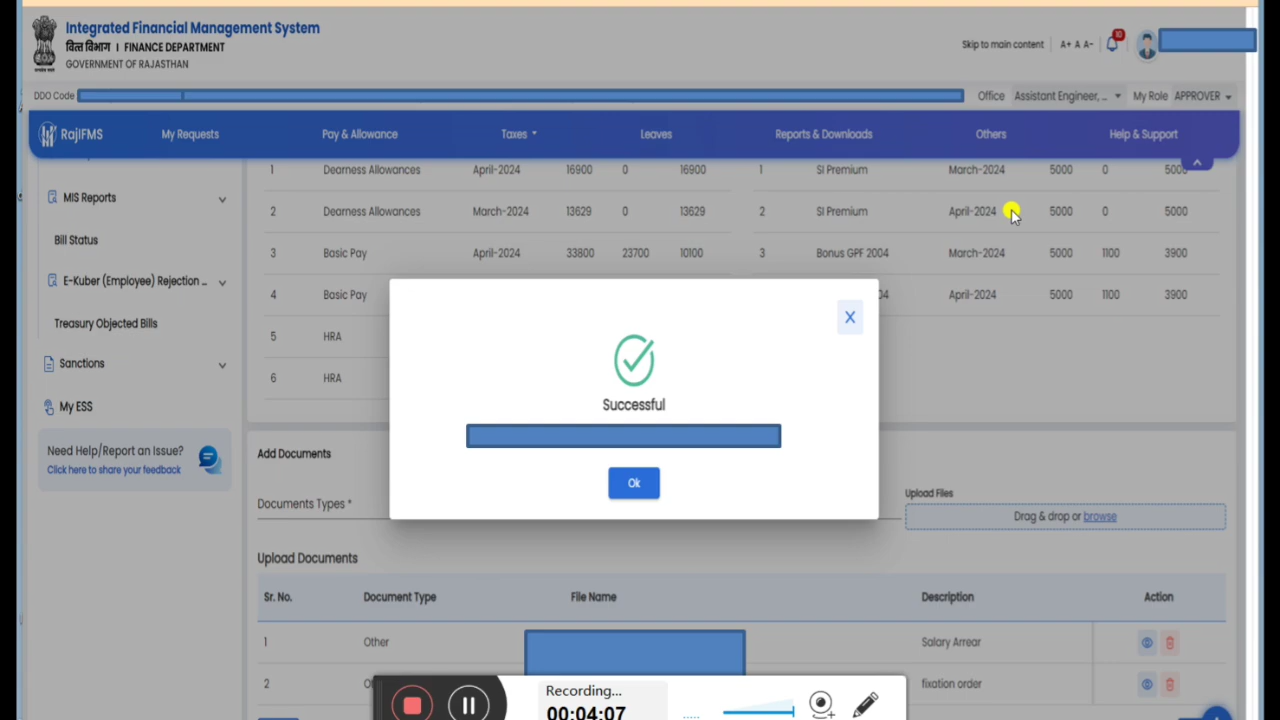 Integrated Financial Management System
वित्त विभाग | FINANCE DEPARTMENT
GOVERNMENT OF RAJASTHAN
Skip to main content A+ A A- 10
DDO Code Office Assistant Engineer, ... My Role APPROVER
RajIFMS My Requests Pay & Allowance Taxes Leaves Reports & Downloads Others Help & Support
MIS Reports
Bill Status
E-Kuber (Employee) Rejection ...
Treasury Objected Bills
Sanctions
My ESS
Need Help/Report an Issue?
Click here to share your feedback
1 Dearness Allowances April-2024 16900 0 16900
2 Dearness Allowances March-2024 13629 0 13629
3 Basic Pay April-2024 33800 23700 10100
4 Basic Pay
5 HRA
6 HRA
1 SI Premium March-2024 5000 0 5000
2 SI Premium April-2024 5000 0 5000
3 Bonus GPF 2004 March-2024 5000 1100 3900
04 April-2024 5000 1100 3900
X
Successful
Ok
Add Documents
Documents Types *
Upload Files
Drag & drop or browse
Upload Documents
Sr. No. Document Type File Name Description Action
1 Other Salary Arrear
2 fixation order
Recording...
00:04:07